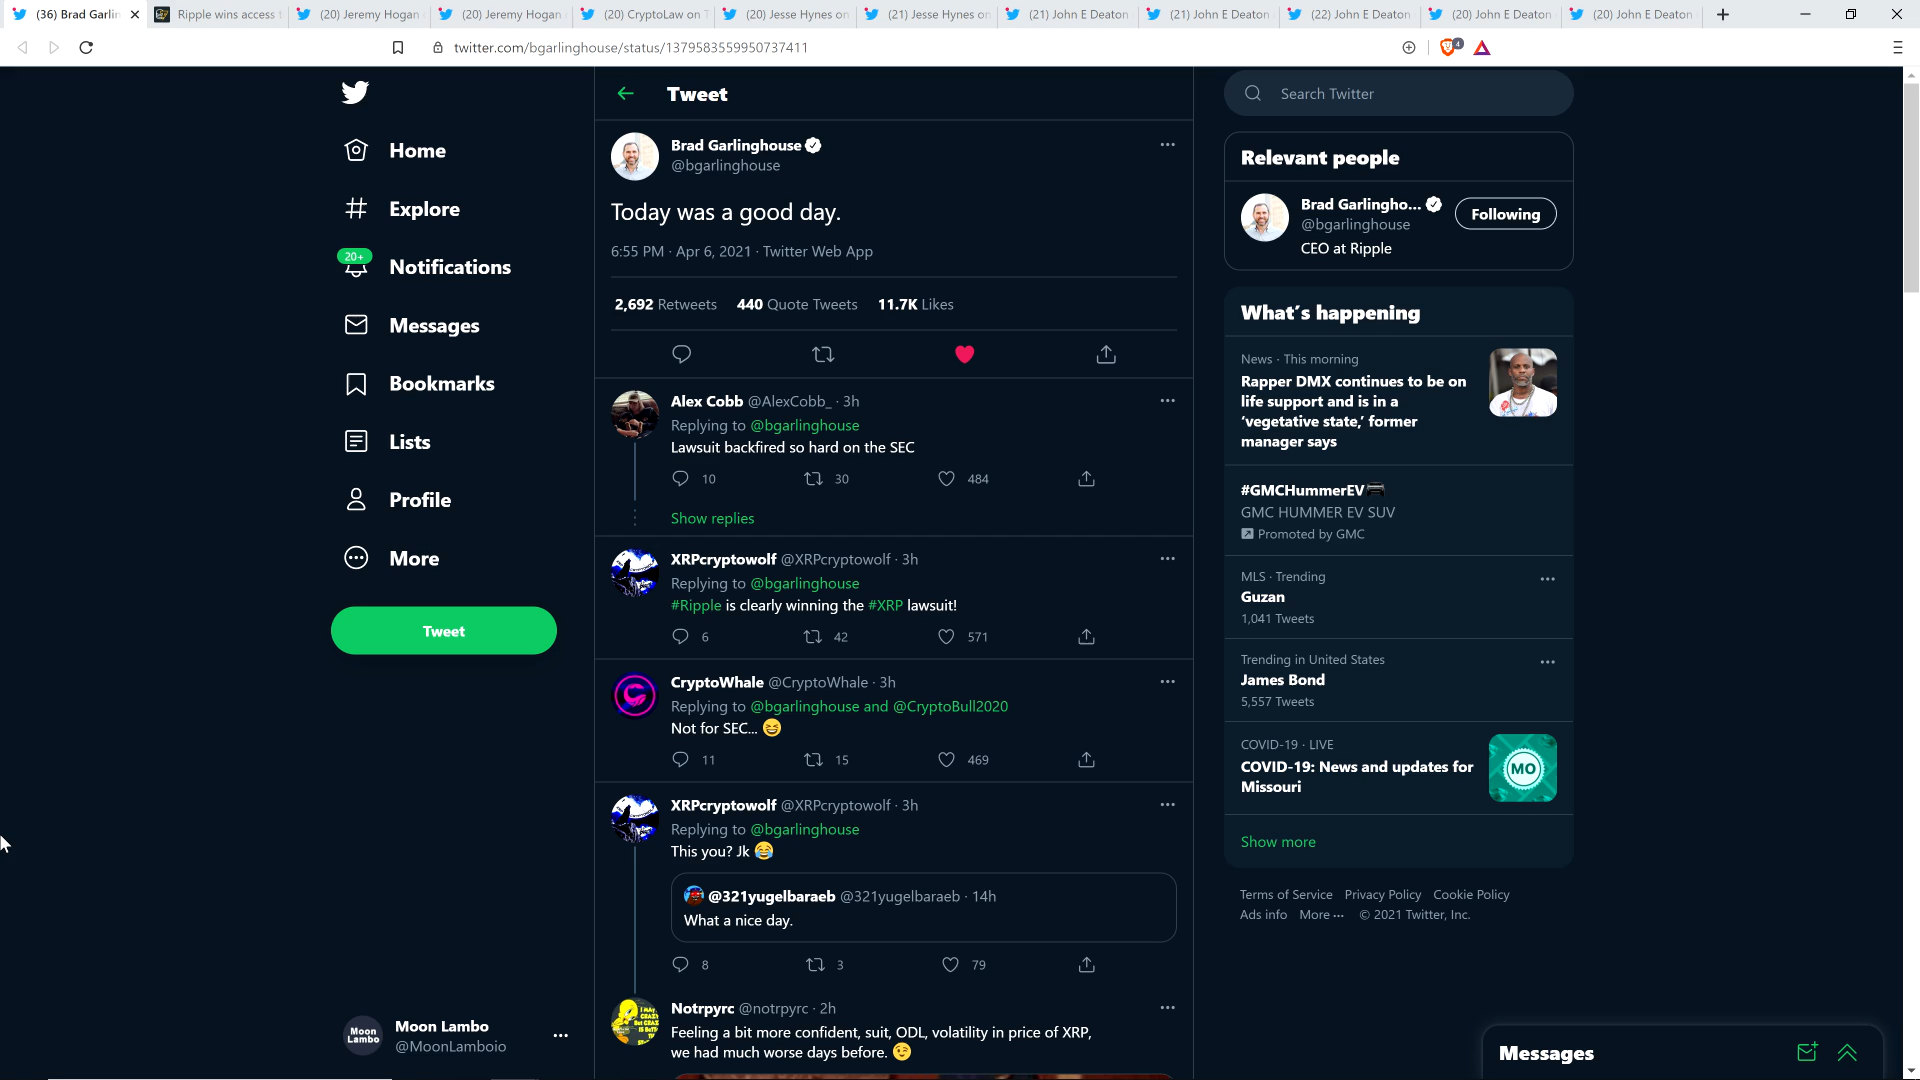 (36) Brad Garlin
Ripple wins access t
(20) Jeremy Hogan
(20) Jeremy Hogan
(20) CryptoLaw on T
(20) Jesse Hynes on
(21) Jesse Hynes on
(21) John E Deaton
(21) John E Deaton
(22) John E Deaton
(20) John E Deaton
(20) John E Deaton
twitter.com/bgarlinghouse/status/1379583559950737411
4
Home
Explore
20+
Notifications
Messages
Bookmarks
Lists
Profile
More
Tweet
Moon Lambo
Moon Lambo
@MoonLamboio
Tweet
Brad Garlinghouse
@bgarlinghouse
Today was a good day.
6:55 PM · Apr 6, 2021 · Twitter Web App
2,692 Retweets 440 Quote Tweets 11.7K Likes
Alex Cobb @AlexCobb_ · 3h
Replying to @bgarlinghouse
Lawsuit backfired so hard on the SEC
10 30 484
Show replies
XRPcryptowolf @XRPcryptowolf · 3h
Replying to @bgarlinghouse
#Ripple is clearly winning the #XRP lawsuit!
6 42 571
CryptoWhale @CryptoWhale · 3h
Replying to @bgarlinghouse and @CryptoBull2020
Not for SEC... 😆
11 15 469
XRPcryptowolf @XRPcryptowolf · 3h
Replying to @bgarlinghouse
This you? Jk 😂
@321yugelbaraeb @321yugelbaraeb · 14h
What a nice day.
8 3 79
Notrpyrc @notrpyrc · 2h
Feeling a bit more confident, suit, ODL, volatility in price of XRP,
we had much worse days before. 😉
Search Twitter
Relevant people
Brad Garlingho...
@bgarlinghouse
Following
CEO at Ripple
What's happening
News · This morning
Rapper DMX continues to be on
life support and is in a
'vegetative state,' former
manager says
#GMCHummerEV
GMC HUMMER EV SUV
Promoted by GMC
MLS · Trending
Guzan
1,041 Tweets
Trending in United States
James Bond
5,557 Tweets
COVID-19 · LIVE
COVID-19: News and updates for
Missouri
MO
Show more
Terms of Service Privacy Policy Cookie Policy
Ads info More ··· © 2021 Twitter, Inc.
Messages